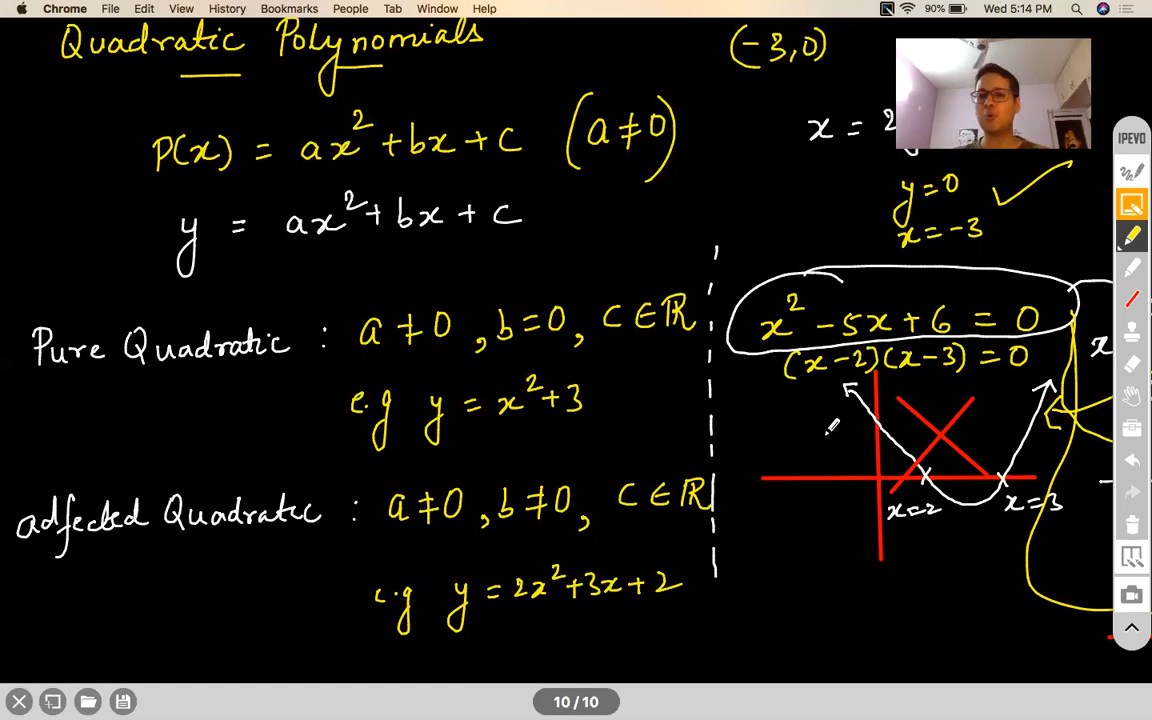 Chrome File Edit View History Bookmarks People Tab Window Help 90% Wed 5:14 PM
Quadratic Polynomials
P(x) = ax² + bx + c (a ≠ 0)
y = ax² + bx + c
Pure Quadratic : a ≠ 0 , b = 0, C ∈ ℝ
e.g y = x² + 3
adfected Quadratic : a ≠ 0 , b ≠ 0, C ∈ ℝ
e.g y = 2x² + 3x + 2
(-3, 0)
x = 2
y = 0
x = -3
x² - 5x + 6 = 0
(x - 2)(x - 3) = 0
x
x = 2 x = 3
IPEVO
10 / 10